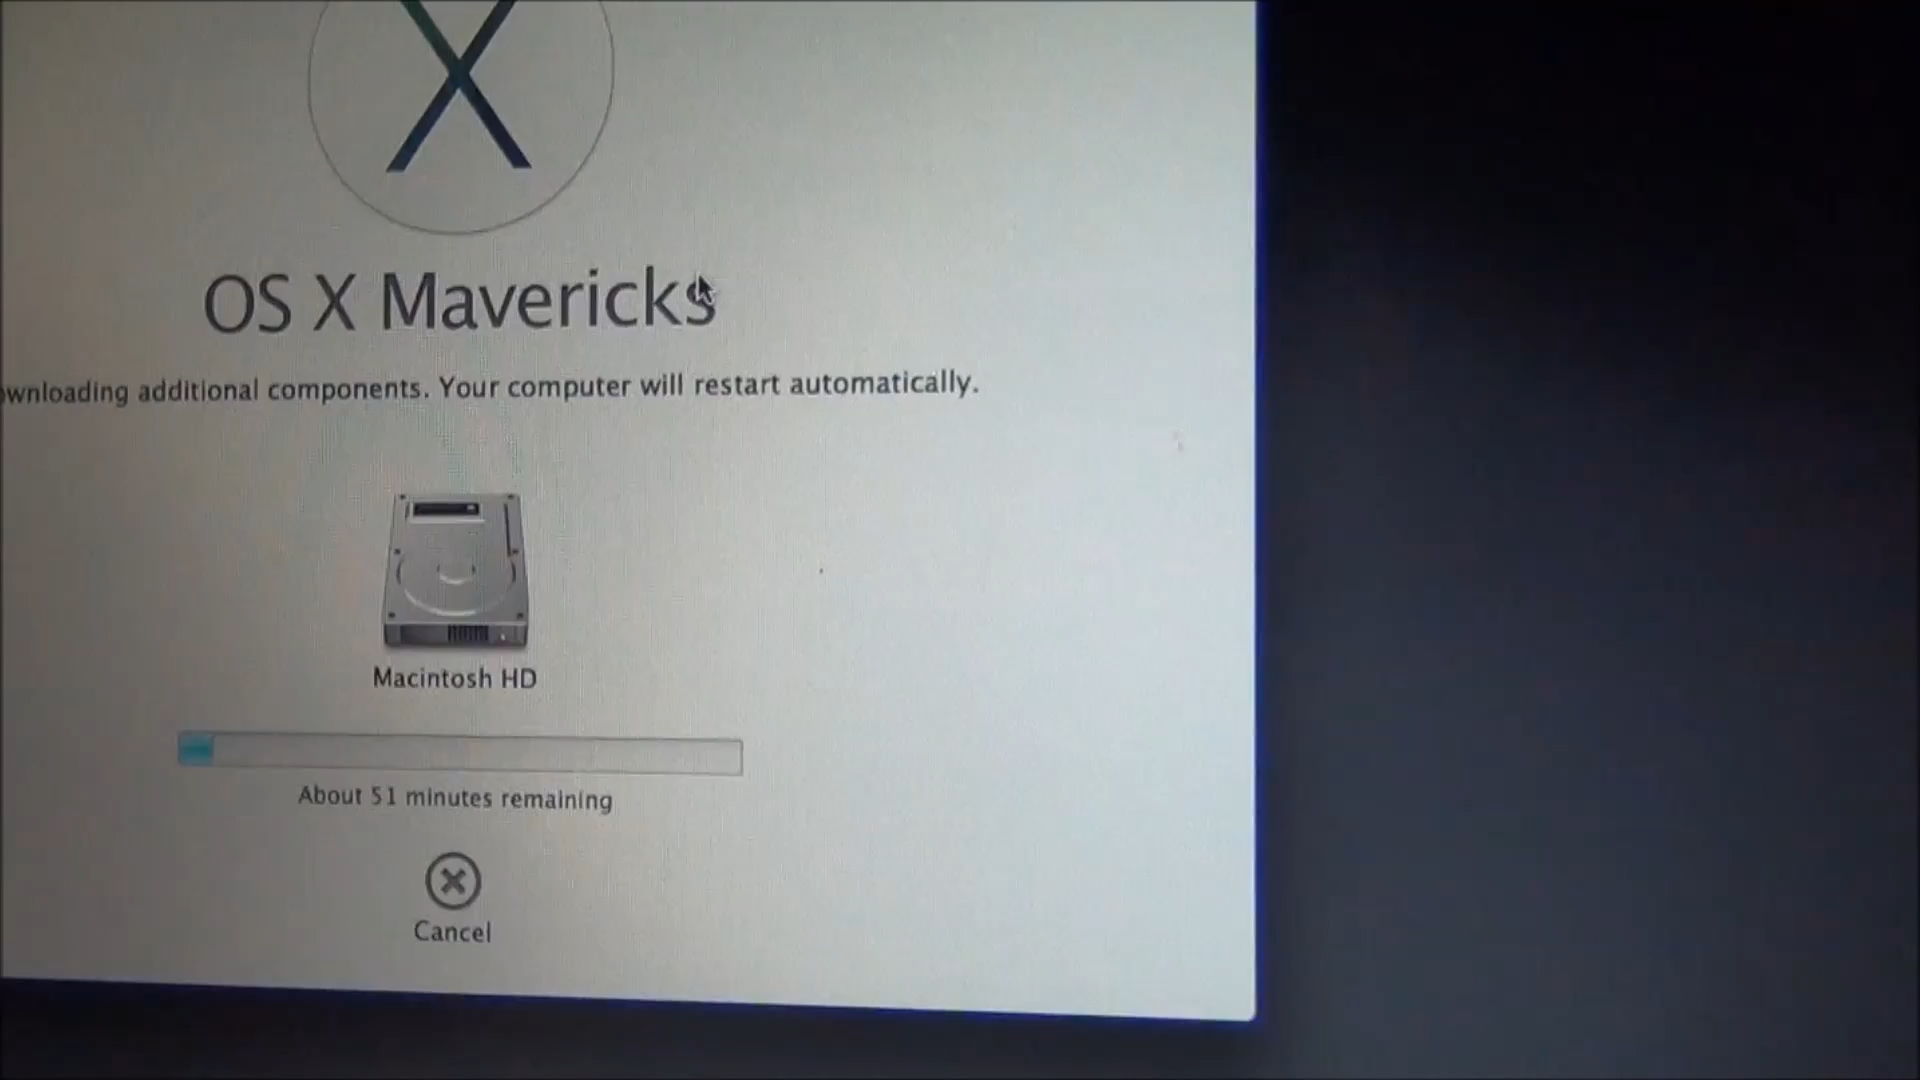 X
OS X Mavericks
wnloading additional components. Your computer will restart automatically.
Macintosh HD
About 51 minutes remaining
Cancel